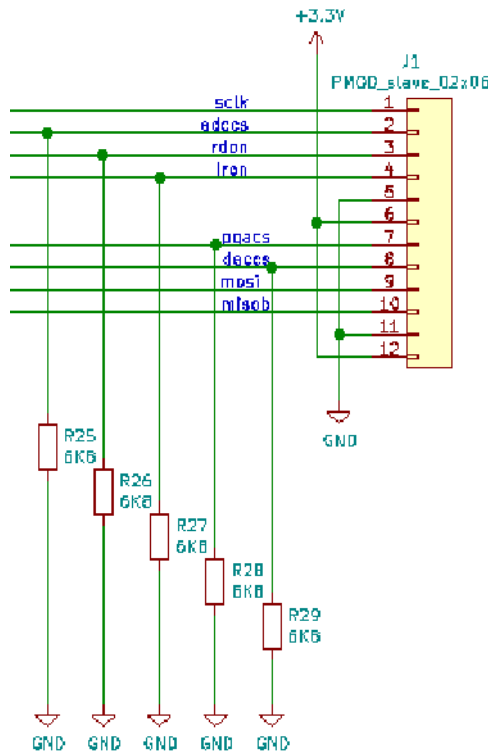 +3.3V
J1
PMOD_slave_02x06
sclk 1
adccs 2
rdon 3
lron 4
5
6
pgacs 7
daccs 8
mosi 9
misob 10
11
12
GND
R25
6K8
R26
6K8
R27
6K8
R28
6K8
R29
6K8
GND GND GND GND GND